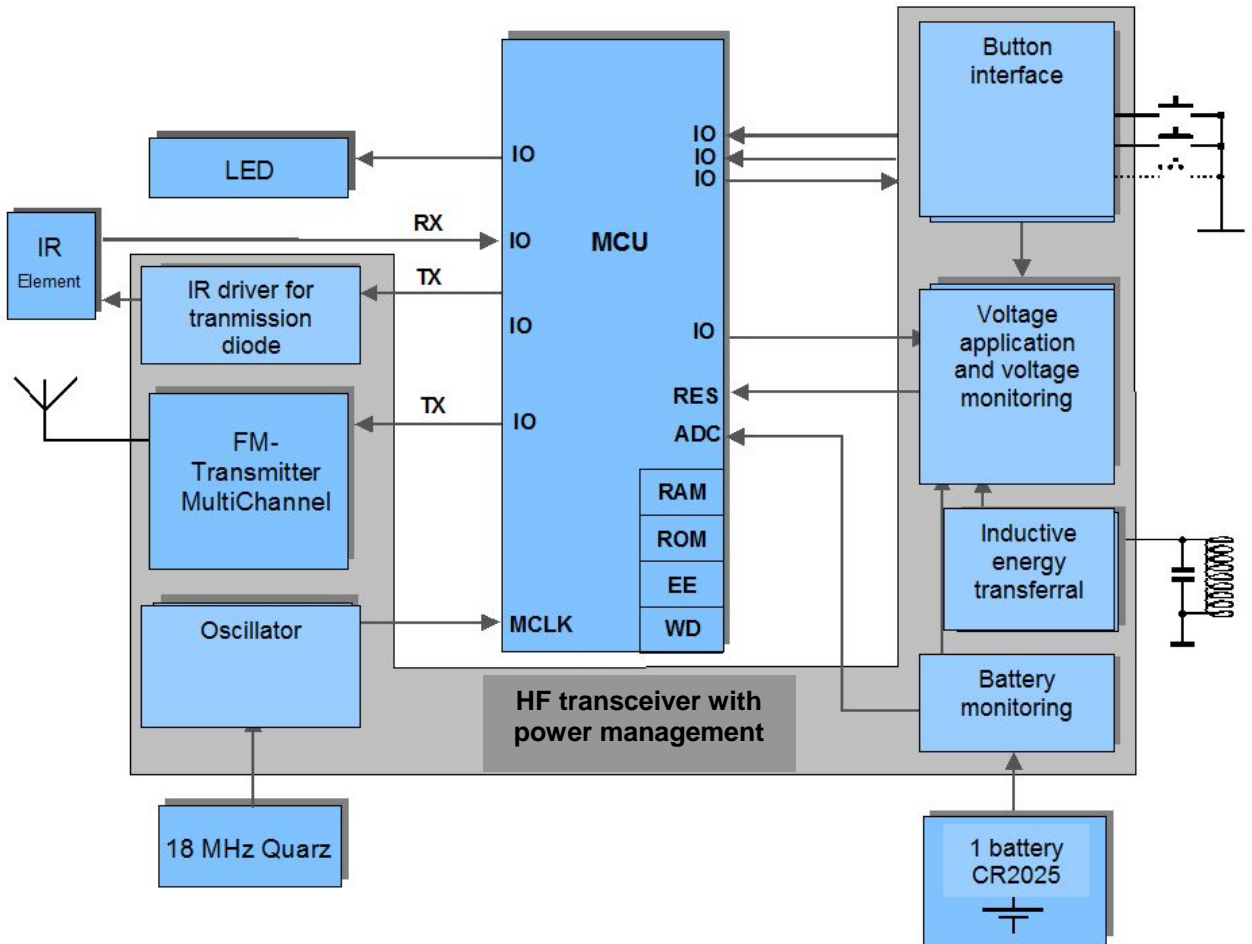 Button
interface
LED
IO
IO
IO
IO
MCU
RX
IO
IR
Element
TX
IR driver for
tranmission
diode
IO
IO
Voltage
application
and voltage
monitoring
RES
TX
IO
ADC
FM-
Transmitter
MultiChannel
RAM
ROM
EE
WD
Inductive
energy
transferral
Oscillator
MCLK
HF transceiver with
power management
Battery
monitoring
18 MHz Quarz
1 battery
CR2025